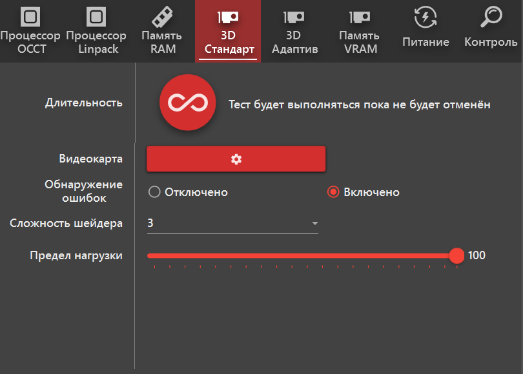 Процессор OCCT
Процессор Linpack
Память RAM
3D Стандарт
3D Адаптив
Память VRAM
Питание
Контроль
Длительность
Тест будет выполняться пока не будет отменён
Видеокарта
Обнаружение ошибок
Отключено
Включено
Сложность шейдера
3
Предел нагрузки
100